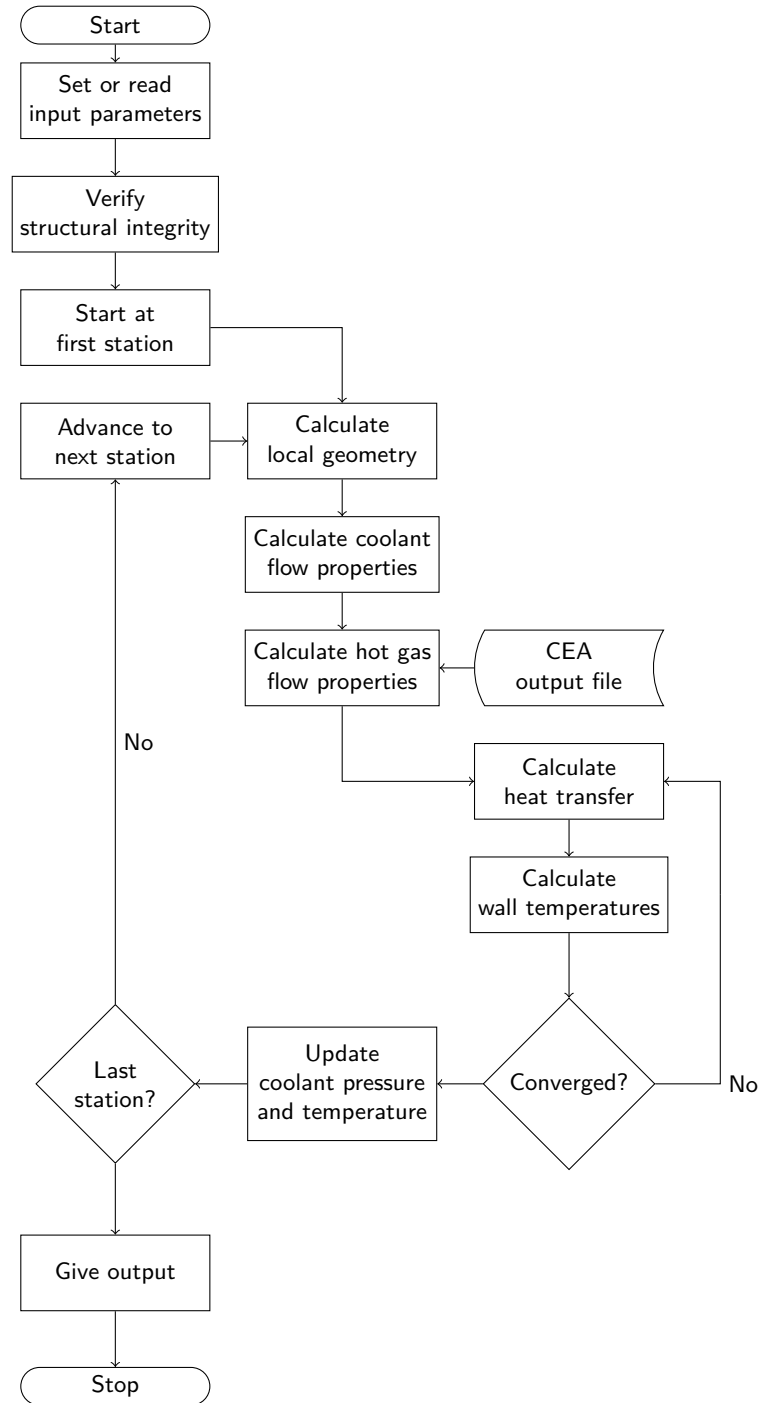 Start
Set or read
input parameters
Verify
structural integrity
Start at
first station
Advance to
next station
Calculate
local geometry
Calculate coolant
flow properties
Calculate hot gas
flow properties
CEA
output file
No
Calculate
heat transfer
Calculate
wall temperatures
Last
station?
Update
coolant pressure
and temperature
Converged?
No
Give output
Stop